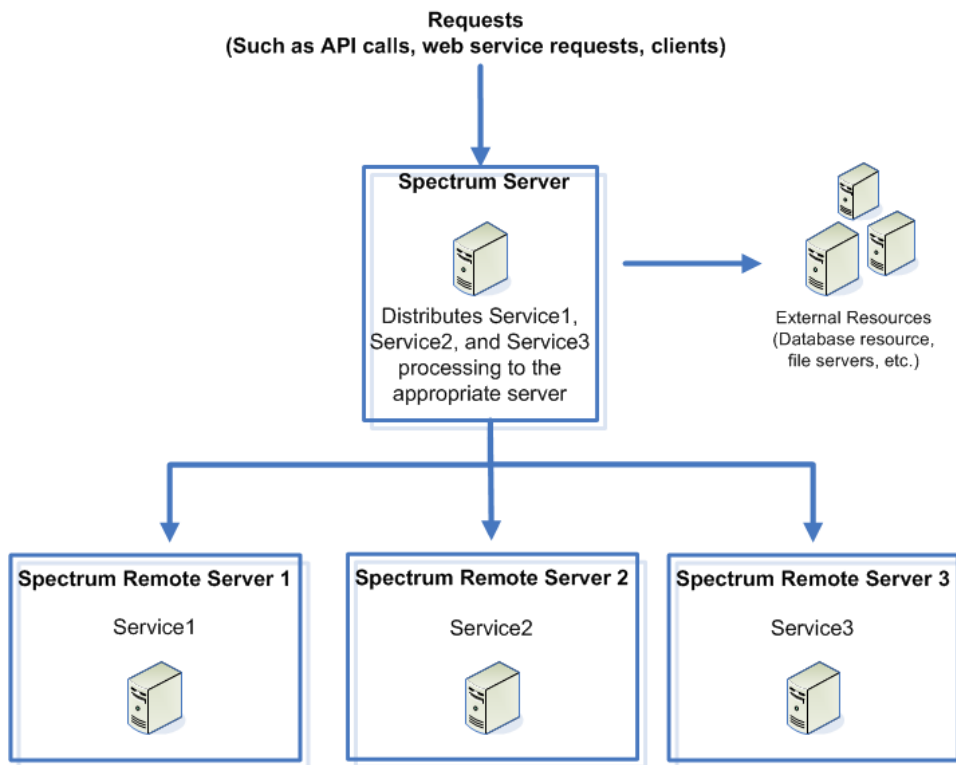 Requests
(Such as API calls, web service requests, clients)
Spectrum Server
Distributes Service1,
Service2, and Service3
processing to the
appropriate server
External Resources
(Database resource,
file servers, etc.)
Spectrum Remote Server 1
Service1
Spectrum Remote Server 2
Service2
Spectrum Remote Server 3
Service3